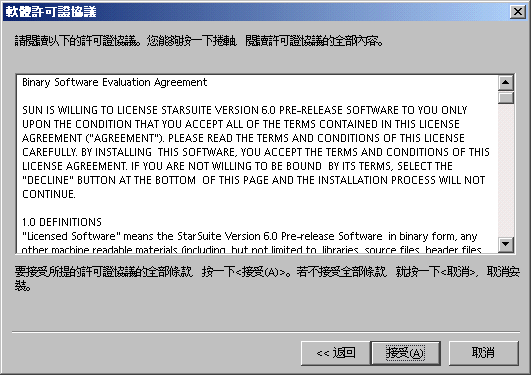 軟體許可證協議
請閱讀以下的許可證協議。您能夠按一下捲軸, 閱讀許可證協議的全部內容。
Binary Software Evaluation Agreement
SUN IS WILLING TO LICENSE STARSUITE VERSION 6.0 PRE-RELEASE SOFTWARE TO YOU ONLY
UPON THE CONDITION THAT YOU ACCEPT ALL OF THE TERMS CONTAINED IN THIS LICENSE
AGREEMENT ("AGREEMENT"). PLEASE READ THE TERMS AND CONDITIONS OF THIS LICENSE
CAREFULLY. BY INSTALLING THIS SOFTWARE, YOU ACCEPT THE TERMS AND CONDITIONS OF THIS
LICENSE AGREEMENT. IF YOU ARE NOT WILLING TO BE BOUND BY ITS TERMS, SELECT THE
"DECLINE" BUTTON AT THE BOTTOM OF THIS PAGE AND THE INSTALLATION PROCESS WILL NOT
CONTINUE.
1.0 DEFINITIONS
"Licensed Software" means the StarSuite Version 6.0 Pre-release Software in binary form, any
other machine readable materials (including, but not limited to, libraries, source files, header files,
要接受所提的許可證協議的全部條款, 按一下<接受(A)>。若不接受全部條款, 就按一下<取消>, 取消安
裝。
<< 返回
接受(A)
取消